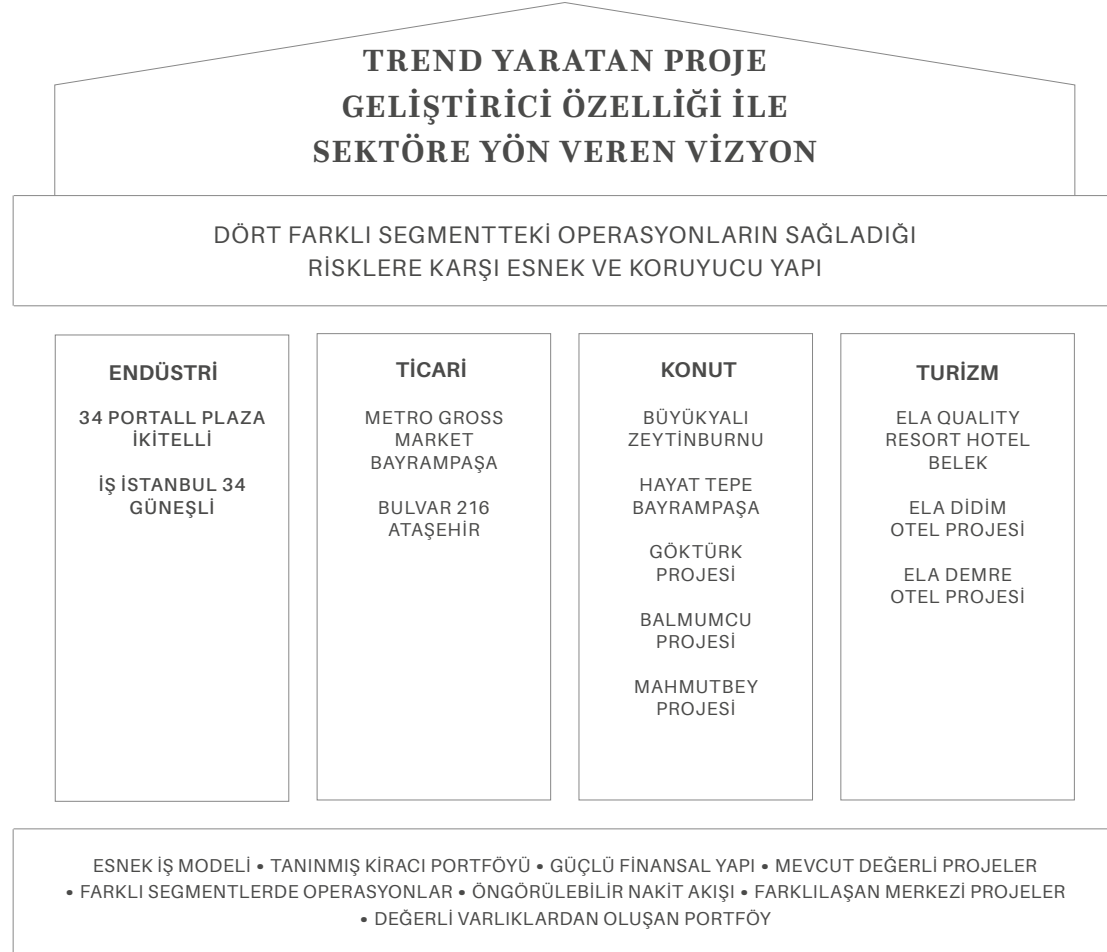 TREND YARATAN PROJE
GELİŞTİRİCİ ÖZELLİĞİ İLE
SEKTÖRE YÖN VEREN VİZYON
DÖRT FARKLI SEGMENTTEKİ OPERASYONLARIN SAĞLADIĞI
RİSKLERE KARŞI ESNEK VE KORUYUCU YAPI
ENDÜSTRİ
34 PORTALL PLAZA
İKİTELLİ
İŞ İSTANBUL 34
GÜNEŞLİ
TİCARİ
METRO GROSS
MARKET
BAYRAMPAŞA
BULVAR 216
ATAŞEHİR
KONUT
BÜYÜKYALI
ZEYTİNBURNU
HAYAT TEPE
BAYRAMPAŞA
GÖKTÜRK
PROJESİ
BALMUMCU
PROJESİ
MAHMUTBEY
PROJESİ
TURİZM
ELA QUALITY
RESORT HOTEL
BELEK
ELA DİDİM
OTEL PROJESİ
ELA DEMRE
OTEL PROJESİ
ESNEK İŞ MODELİ • TANINMIŞ KİRACI PORTFÖYÜ • GÜÇLÜ FİNANSAL YAPI • MEVCUT DEĞERLİ PROJELER
• FARKLI SEGMENTLERDE OPERASYONLAR • ÖNGÖRÜLEBİLİR NAKİT AKIŞI • FARKLILAŞAN MERKEZİ PROJELER
• DEĞERLİ VARLIKLARDAN OLUŞAN PORTFÖY